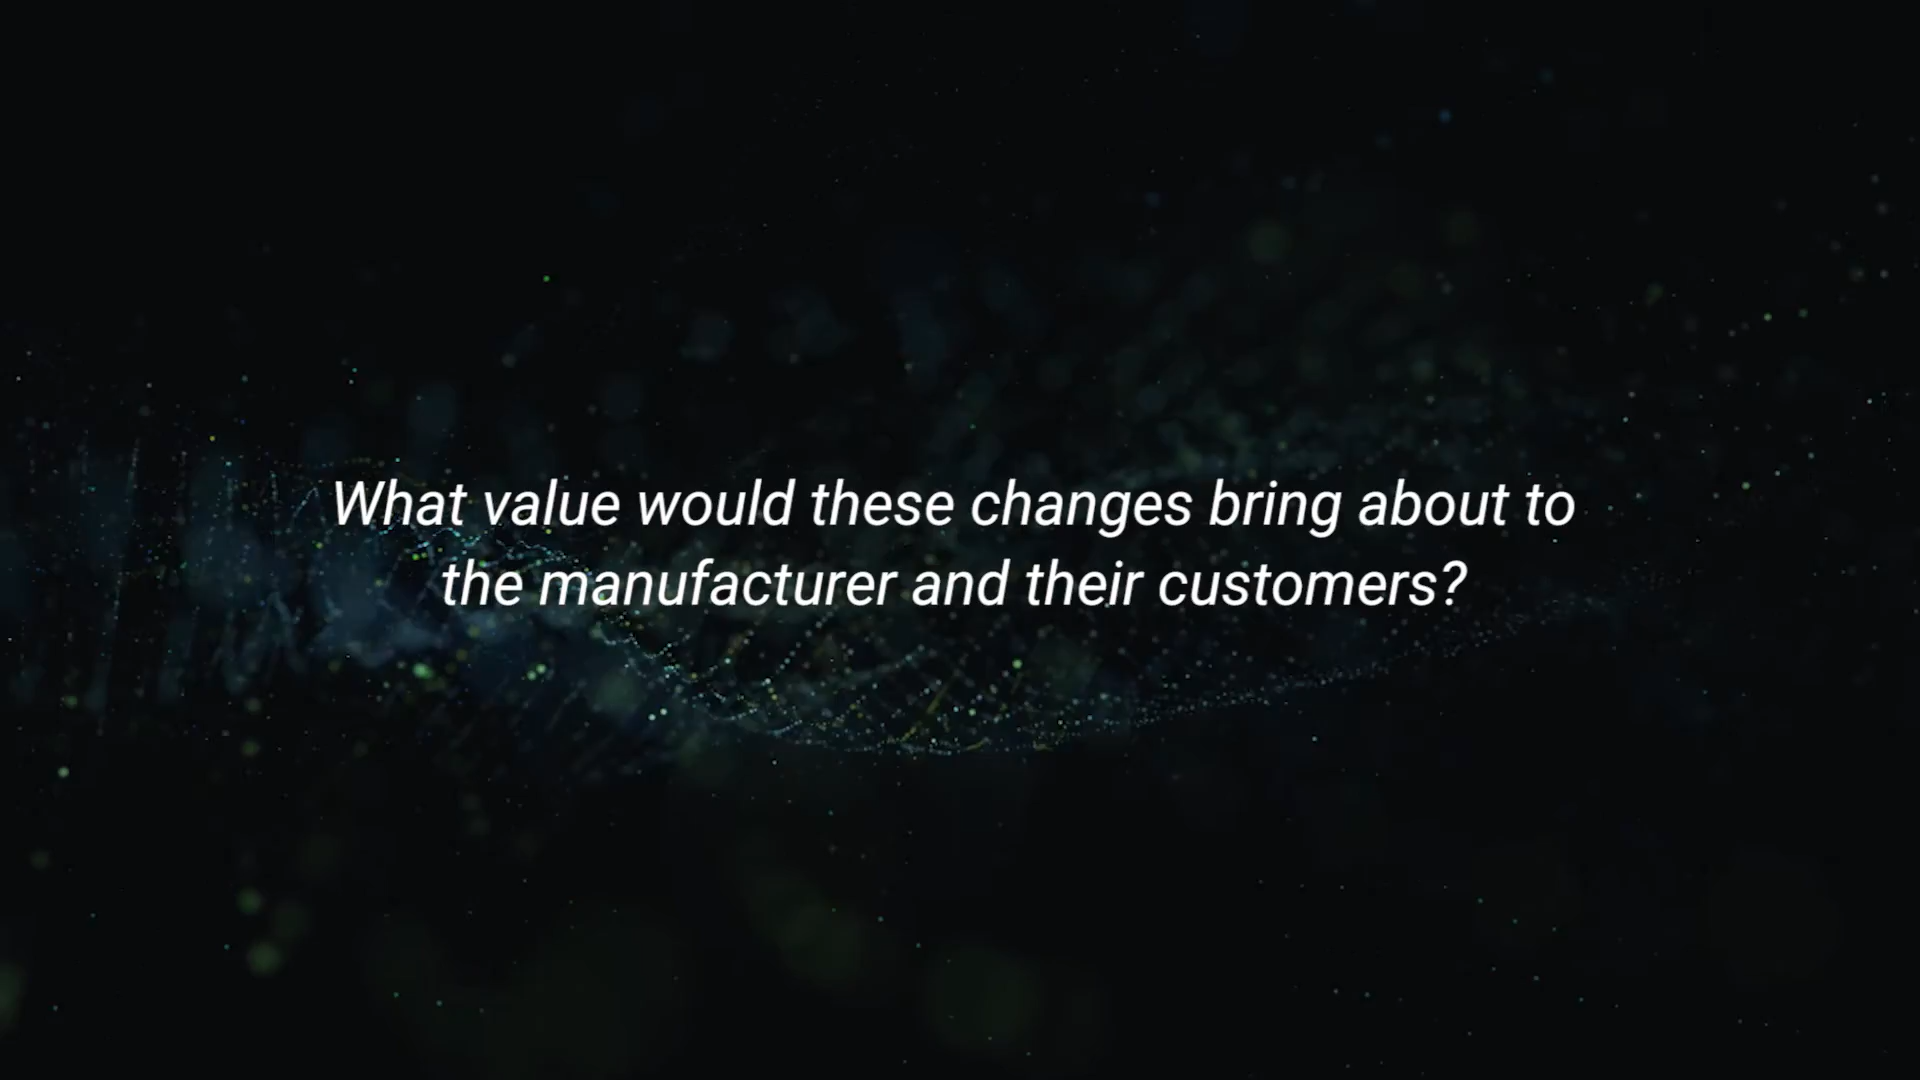 What value would these changes bring about to
the manufacturer and their customers?